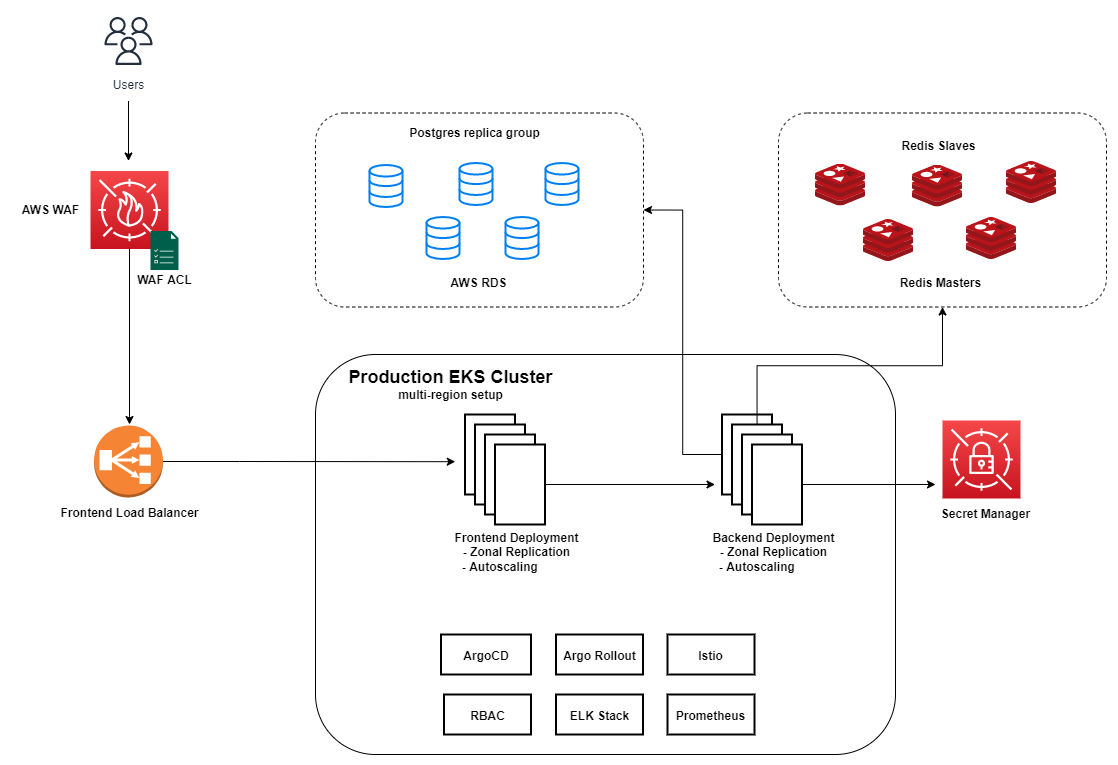 Users
AWS WAF
WAF ACL
Postgres replica group
AWS RDS
Redis Slaves
Redis Masters
Production EKS Cluster
multi-region setup
Frontend Load Balancer
Frontend Deployment
- Zonal Replication
- Autoscaling
Backend Deployment
- Zonal Replication
- Autoscaling
Secret Manager
ArgoCD
Argo Rollout
Istio
RBAC
ELK Stack
Prometheus